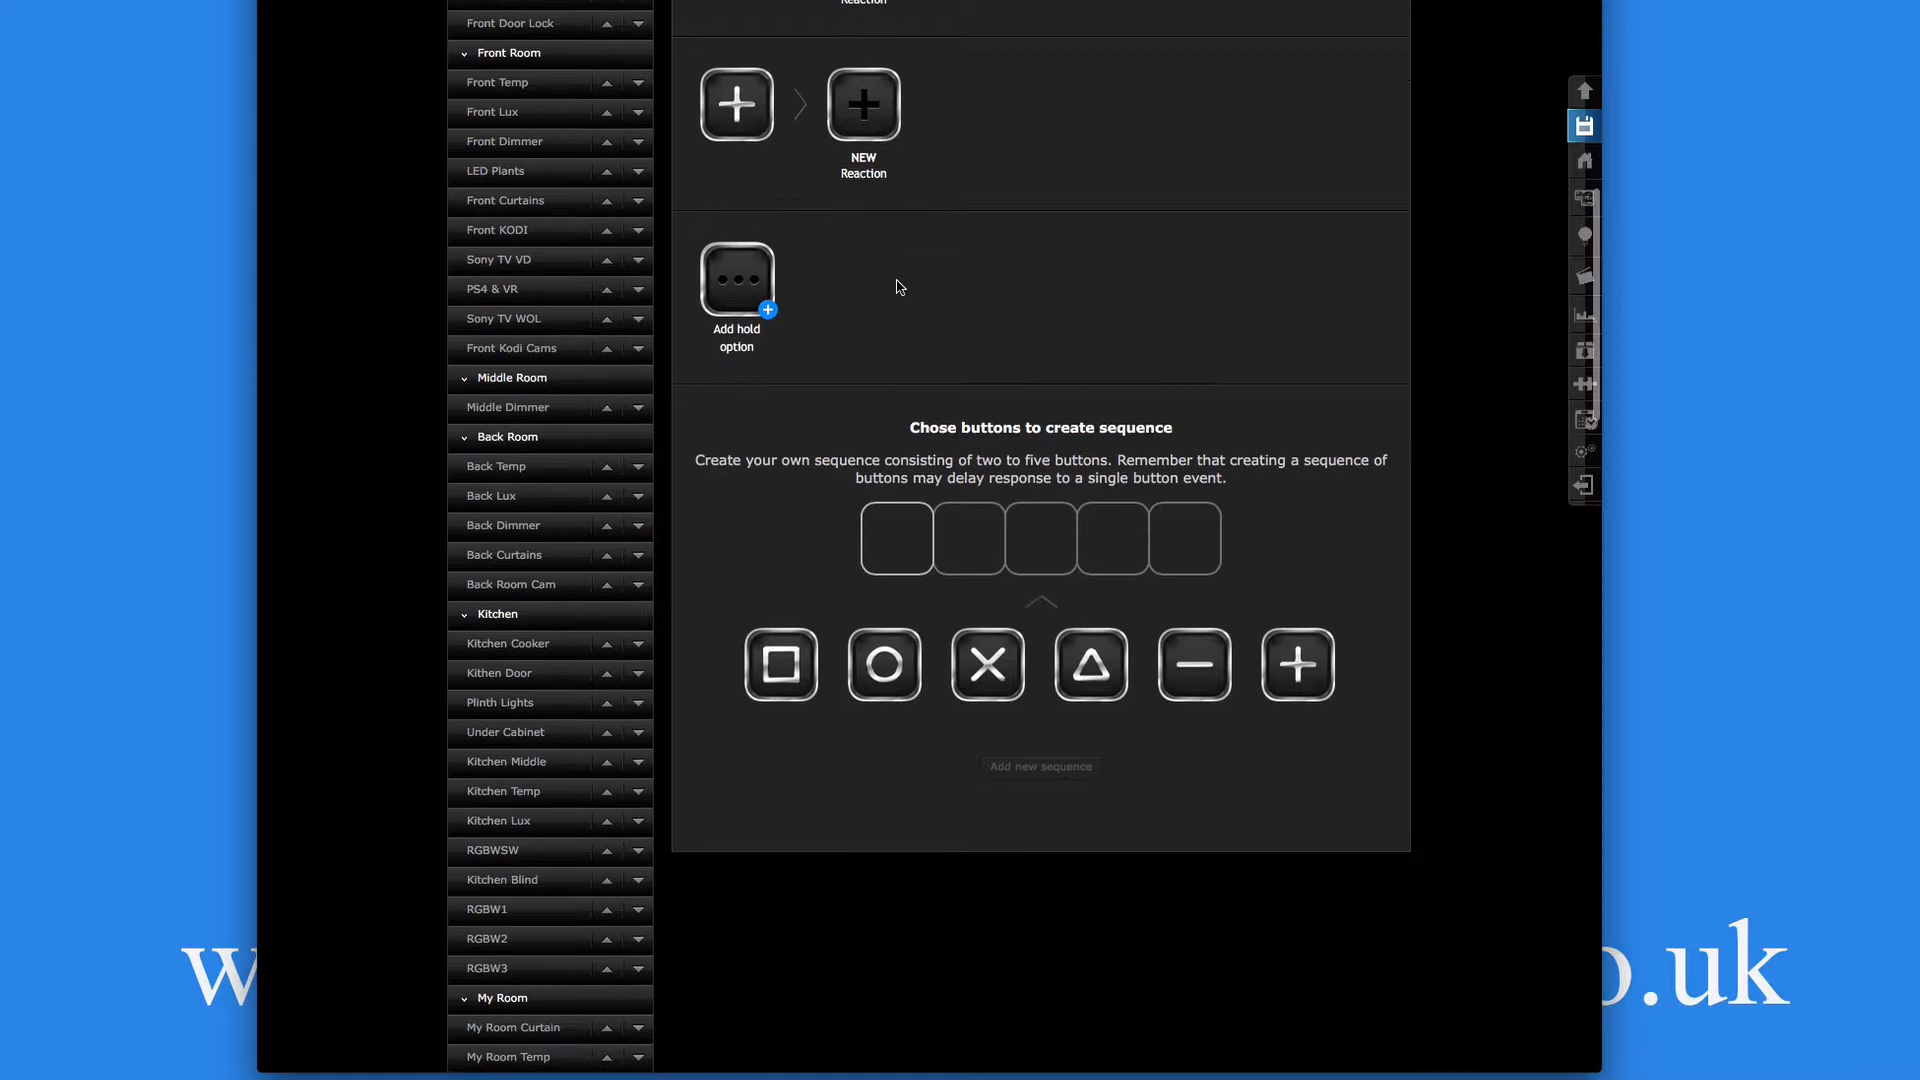 Reaction
Front Door Lock
Front Room
Front Temp
Front Lux
Front Dimmer
LED Plants
Front Curtains
Front KODI
Sony TV VD
PS4 & VR
Sony TV WOL
Front Kodi Cams
Middle Room
Middle Dimmer
Back Room
Back Temp
Back Lux
Back Dimmer
Back Curtains
Back Room Cam
Kitchen
Kitchen Cooker
Kithen Door
Plinth Lights
Under Cabinet
Kitchen Middle
Kitchen Temp
Kitchen Lux
RGBWSW
Kitchen Blind
RGBW1
RGBW2
RGBW3
My Room
My Room Curtain
My Room Temp
NEW
Reaction
Add hold
option
Chose buttons to create sequence
Create your own sequence consisting of two to five buttons. Remember that creating a sequence of
buttons may delay response to a single button event.
Add new sequence
w
o.uk